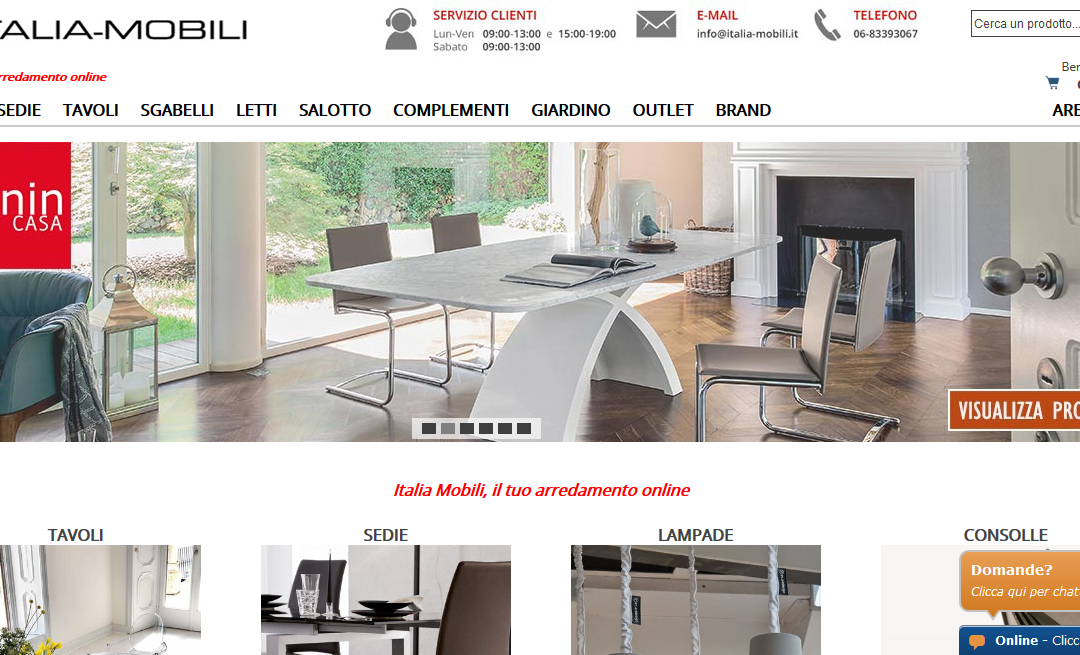 TALIA-MOBILI
SERVIZIO CLIENTI
Lun-Ven 09:00-13:00 e 15:00-19:00
Sabato 09:00-13:00
E-MAIL
info@italia-mobili.it
TELEFONO
06-83393067
Cerca un prodotto...
rredamento online
Ben
SEDIE TAVOLI SGABELLI LETTI SALOTTO COMPLEMENTI GIARDINO OUTLET BRAND ARE
nin
CASA
VISUALIZZA PRO
Italia Mobili, il tuo arredamento online
TAVOLI SEDIE LAMPADE CONSOLLE
Domande?
Clicca qui per chat
Online - Clicc